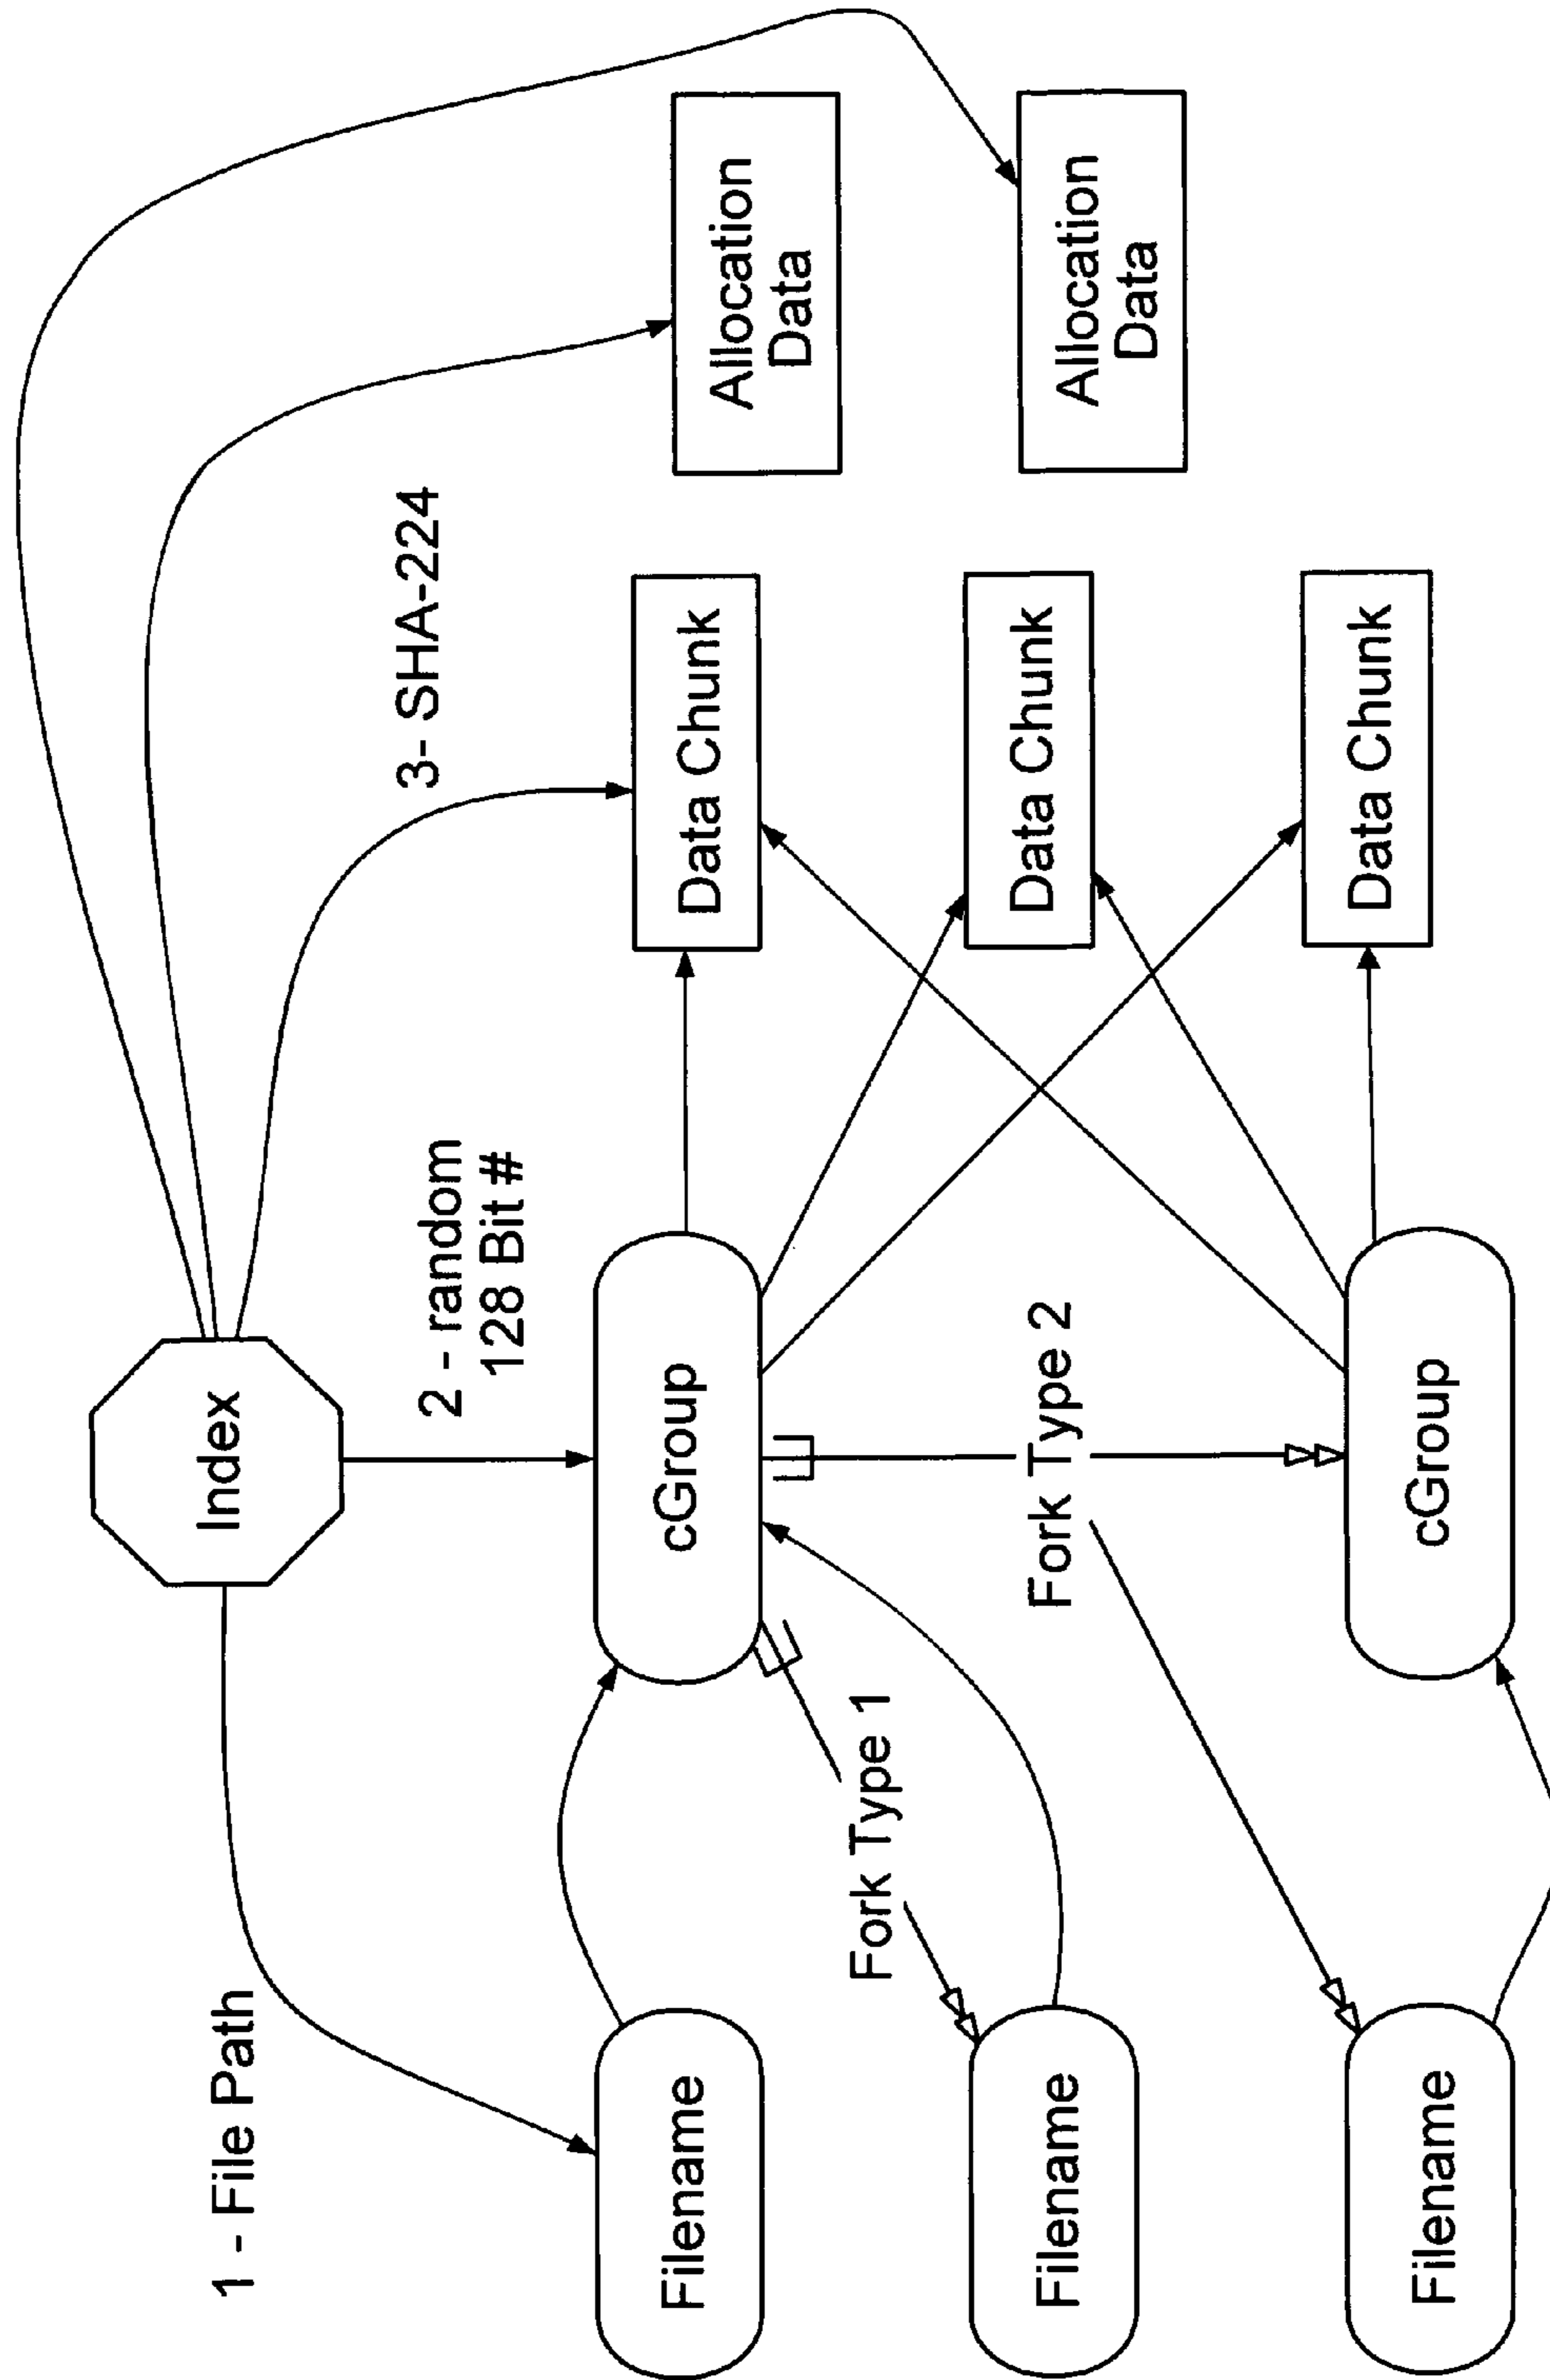 Index
1 - File Path
2 - random
128 Bit #
3- SHA-224
Filename
cGroup
Data Chunk
Allocation
Data
Fork Type 1
Filename
Fork Type 2
Data Chunk
Allocation
Data
Filename
cGroup
Data Chunk